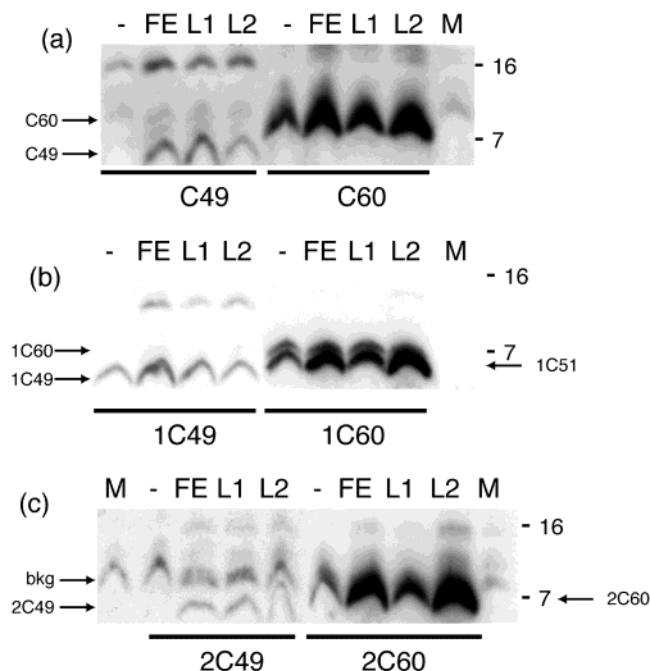 (a)
- FE L1 L2 - FE L1 L2 M
16
C60
7
C49
C49 C60
(b)
- FE L1 L2 - FE L1 L2 M
16
1C60
7
1C51
1C49
1C49 1C60
(c)
M - FE L1 L2 - FE L1 L2 M
16
bkg
7
2C60
2C49
2C49 2C60